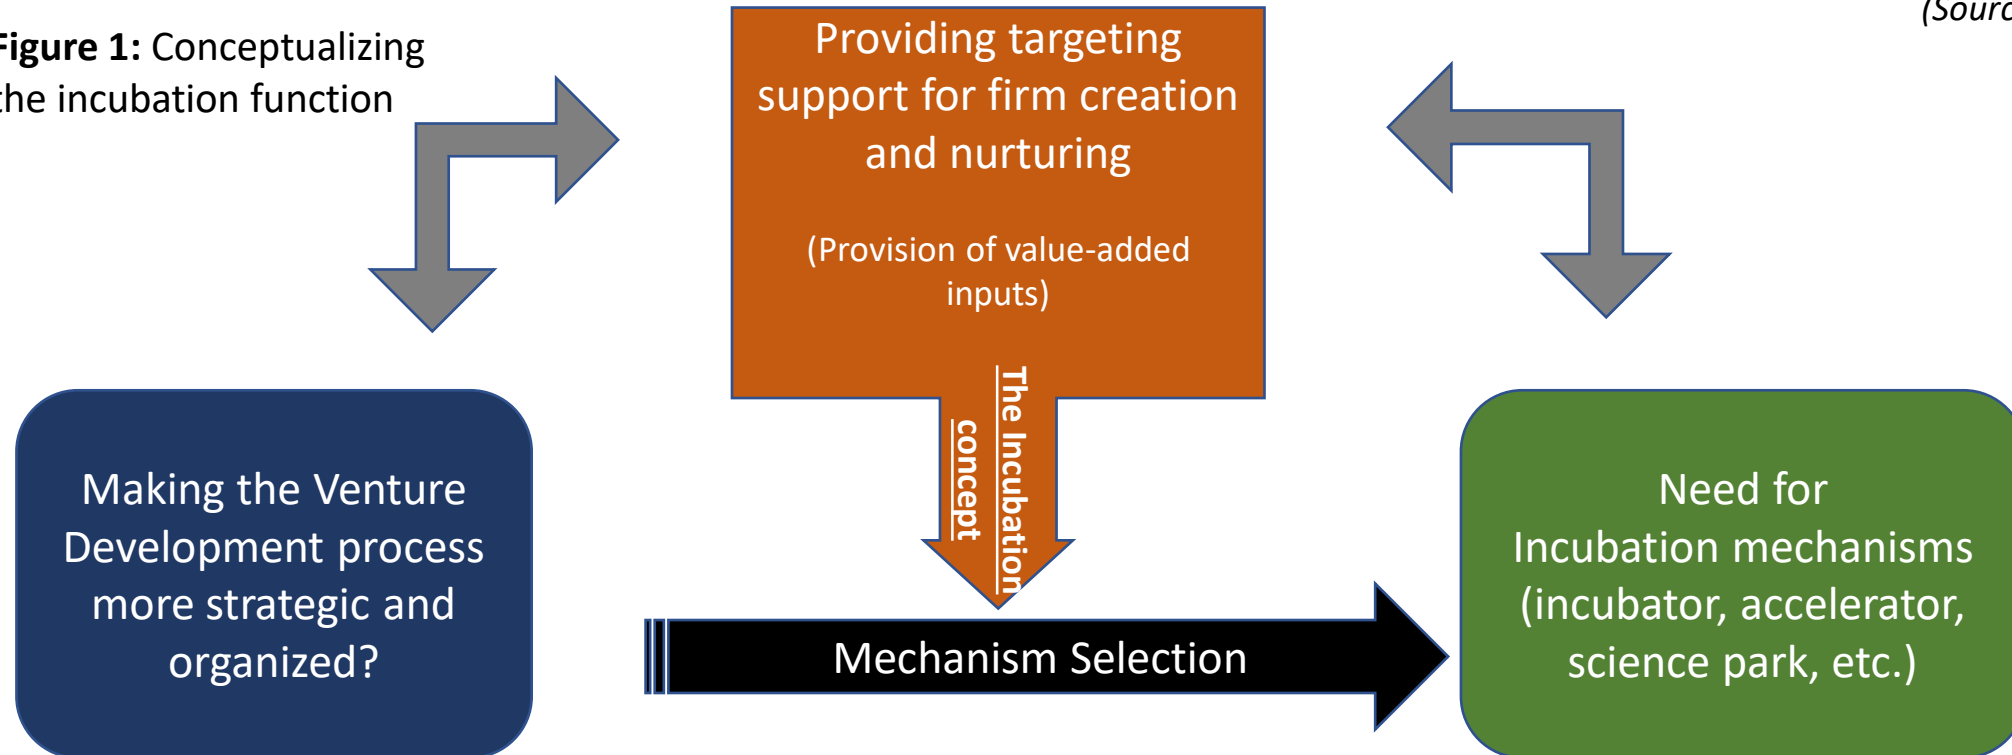 Figure 1: Conceptualizing
the incubation function
(Sourc
Providing targeting
support for firm creation
and nurturing
(Provision of value-added
inputs)
The Incubation
concept
Making the Venture
Development process
more strategic and
organized?
Mechanism Selection
Need for
Incubation mechanisms
(incubator, accelerator,
science park, etc.)